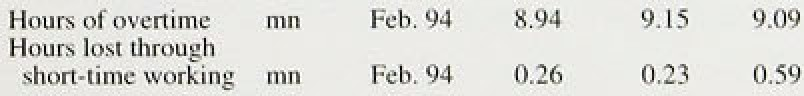 Hours of overtime mn Feb. 94 8.94 9.15 9.09
Hours lost through
short-time working mn Feb. 94 0.26 0.23 0.59